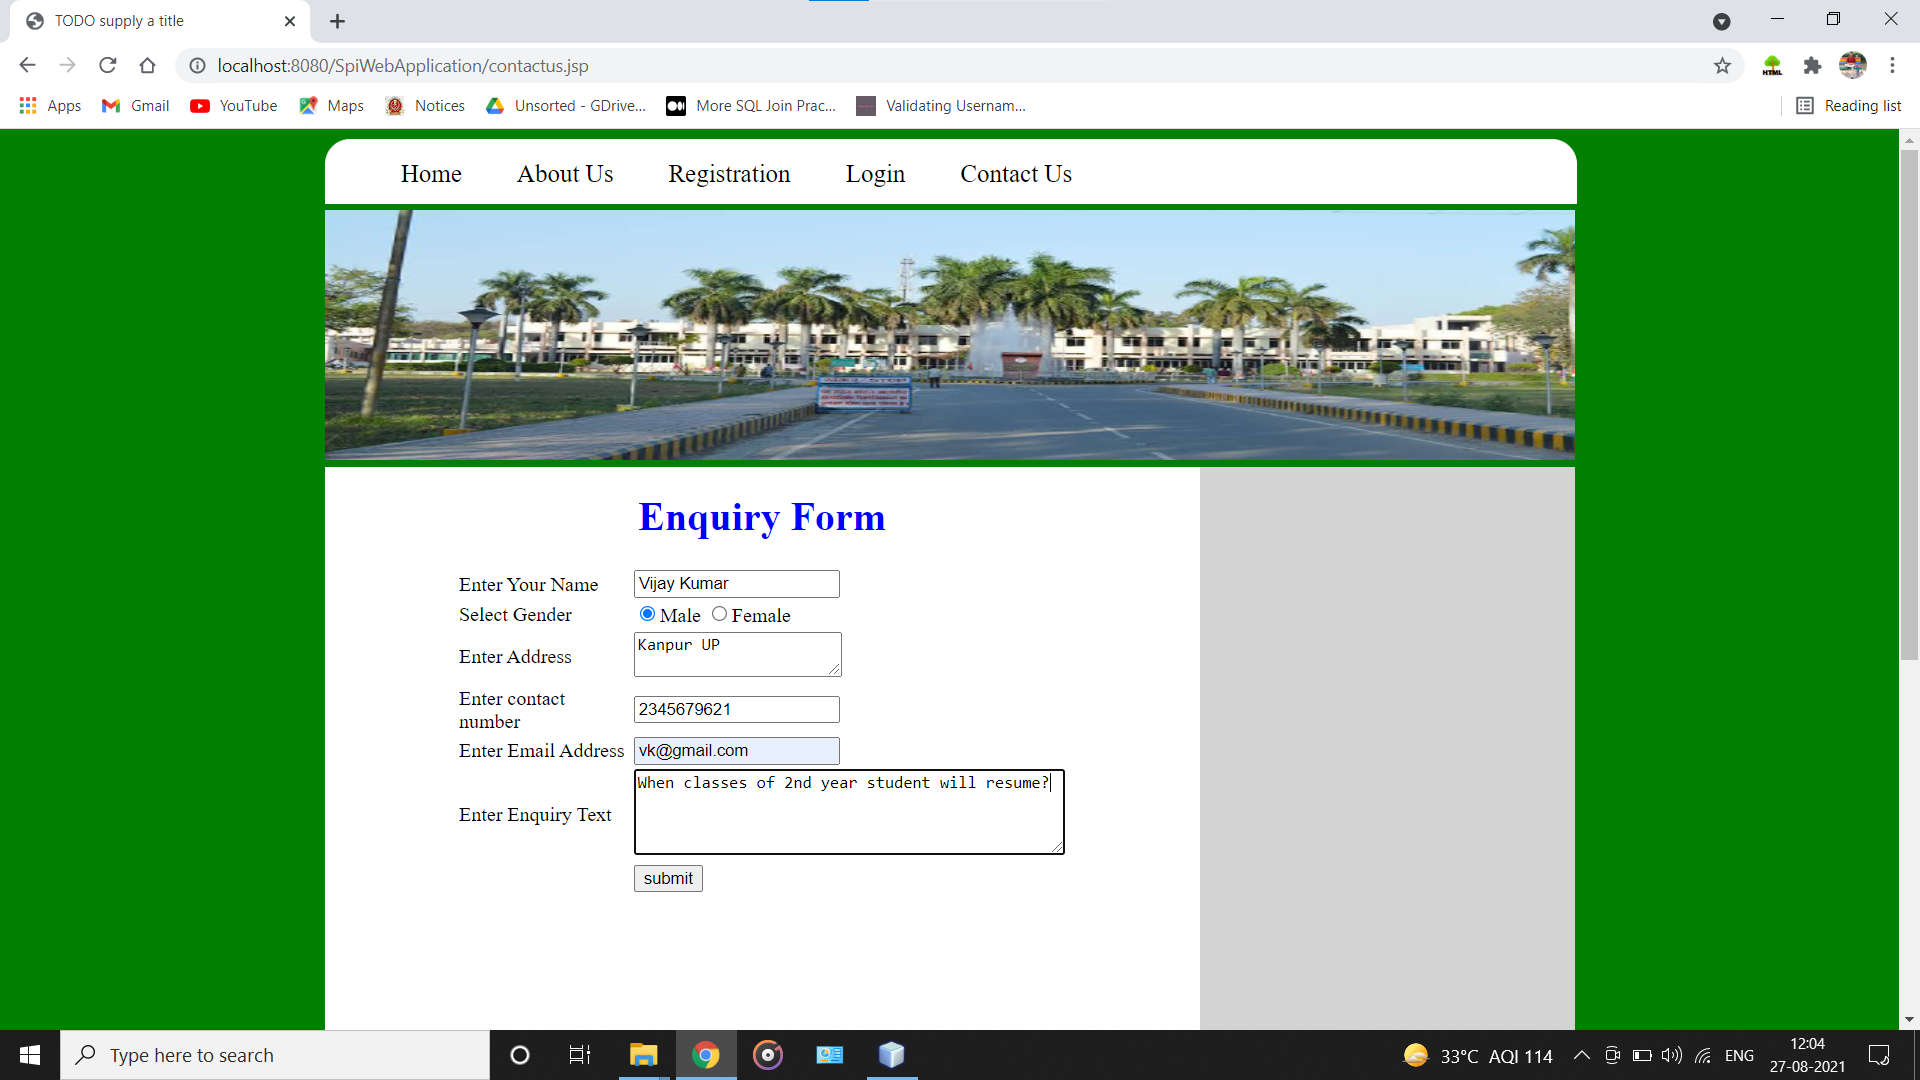 TODO supply a title
localhost:8080/SpiWebApplication/contactus.jsp
Apps Gmail YouTube Maps Notices Unsorted - GDrive... More SQL Join Prac... Validating Usernam... Reading list
Home About Us Registration Login Contact Us
Enquiry Form
Enter Your Name Vijay Kumar
Select Gender Male Female
Enter Address Kanpur UP
Enter contact
number 2345679621
Enter Email Address vk@gmail.com
Enter Enquiry Text When classes of 2nd year student will resume?
submit
Type here to search 33°C AQI 114 ENG 12:04
27-08-2021